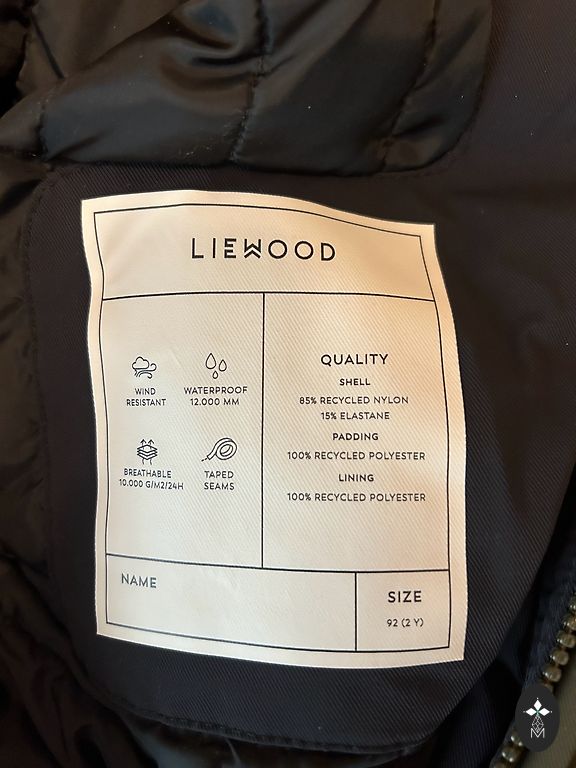 LIEWOOD
WIND
RESISTANT
WATERPROOF
12.000 MM
BREATHABLE
10.000 G/M2/24H
TAPED
SEAMS
QUALITY
SHELL
85% RECYCLED NYLON
15% ELASTANE
PADDING
100% RECYCLED POLYESTER
LINING
100% RECYCLED POLYESTER
NAME
SIZE
92 (2 Y)
M